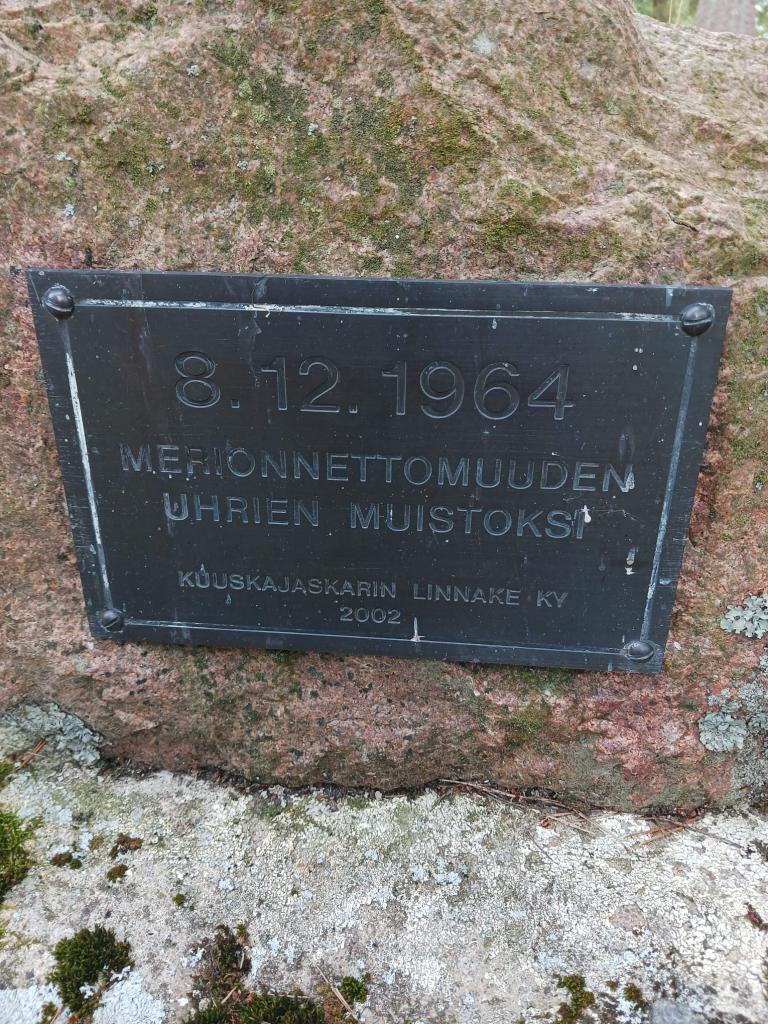 8.12.1964
MERIONNETTOMUUDEN
UHRIEN MUISTOKSI
KUUSKAJASKARIN LINNAKE KY
2002